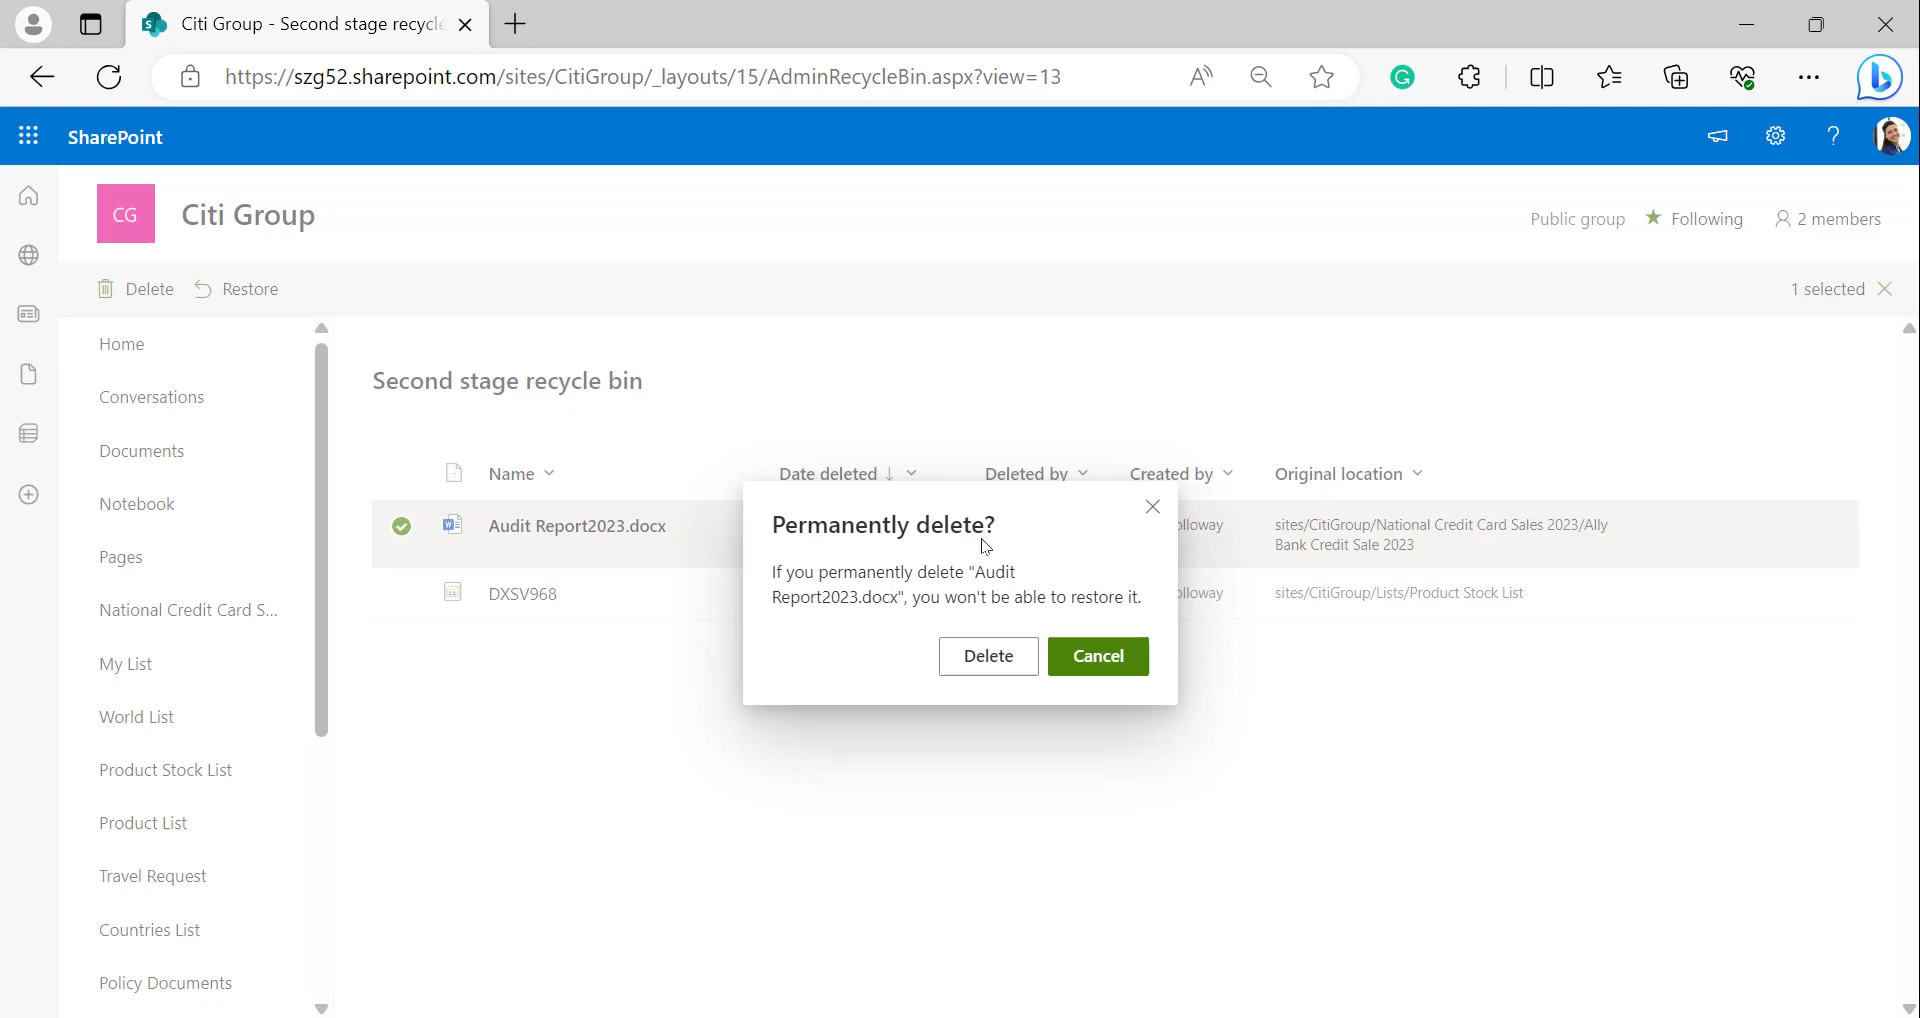 Citi Group - Second stage recycle
https://szg52.sharepoint.com/sites/CitiGroup/_layouts/15/AdminRecycleBin.aspx?view=13
SharePoint
CG
Citi Group
Public group
Following
2 members
Delete
Restore
1 selected
Home
Conversations
Documents
Notebook
Pages
National Credit Card S...
My List
World List
Product Stock List
Product List
Travel Request
Countries List
Policy Documents
Second stage recycle bin
Name
Date deleted
Deleted by
Created by
Original location
Audit Report2023.docx
olloway
sites/CitiGroup/National Credit Card Sales 2023/Ally
Bank Credit Sale 2023
DXSV968
olloway
sites/CitiGroup/Lists/Product Stock List
Permanently delete?
If you permanently delete "Audit
Report2023.docx", you won't be able to restore it.
Delete
Cancel